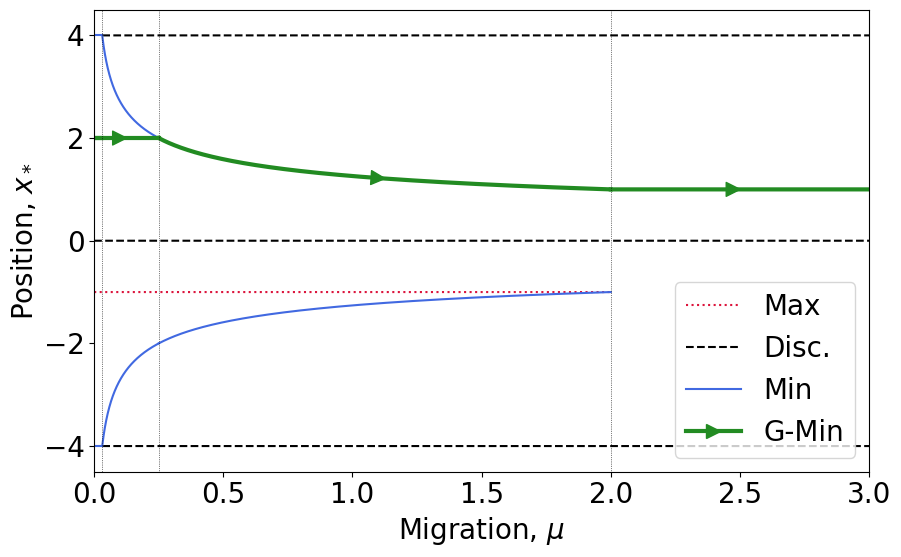 4
2
0
−2
−4
Position, x*
0.0 0.5 1.0 1.5 2.0 2.5 3.0
Migration, μ
Max
Disc.
Min
G-Min